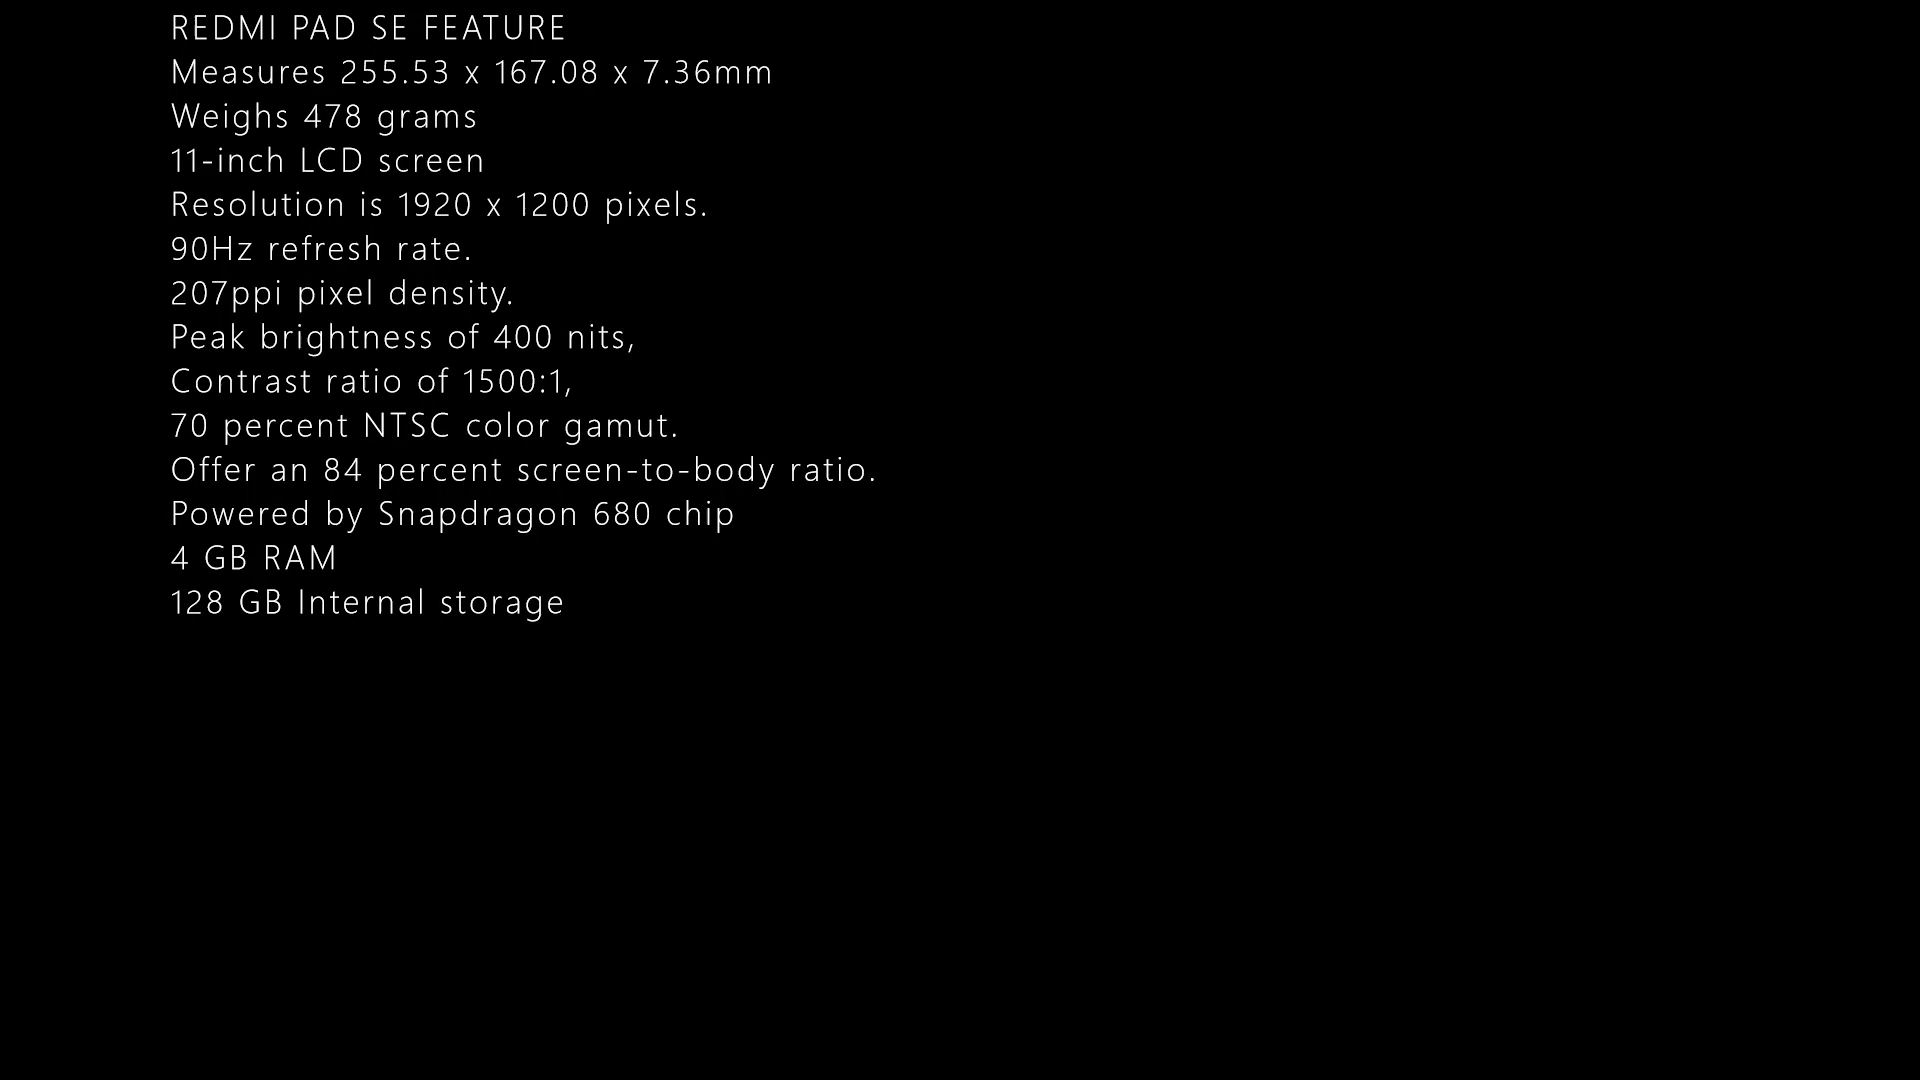 REDMI PAD SE FEATURE
Measures 255.53 x 167.08 x 7.36mm
Weighs 478 grams
11-inch LCD screen
Resolution is 1920 x 1200 pixels.
90Hz refresh rate.
207ppi pixel density.
Peak brightness of 400 nits,
Contrast ratio of 1500:1,
70 percent NTSC color gamut.
Offer an 84 percent screen-to-body ratio.
Powered by Snapdragon 680 chip
4 GB RAM
128 GB Internal storage